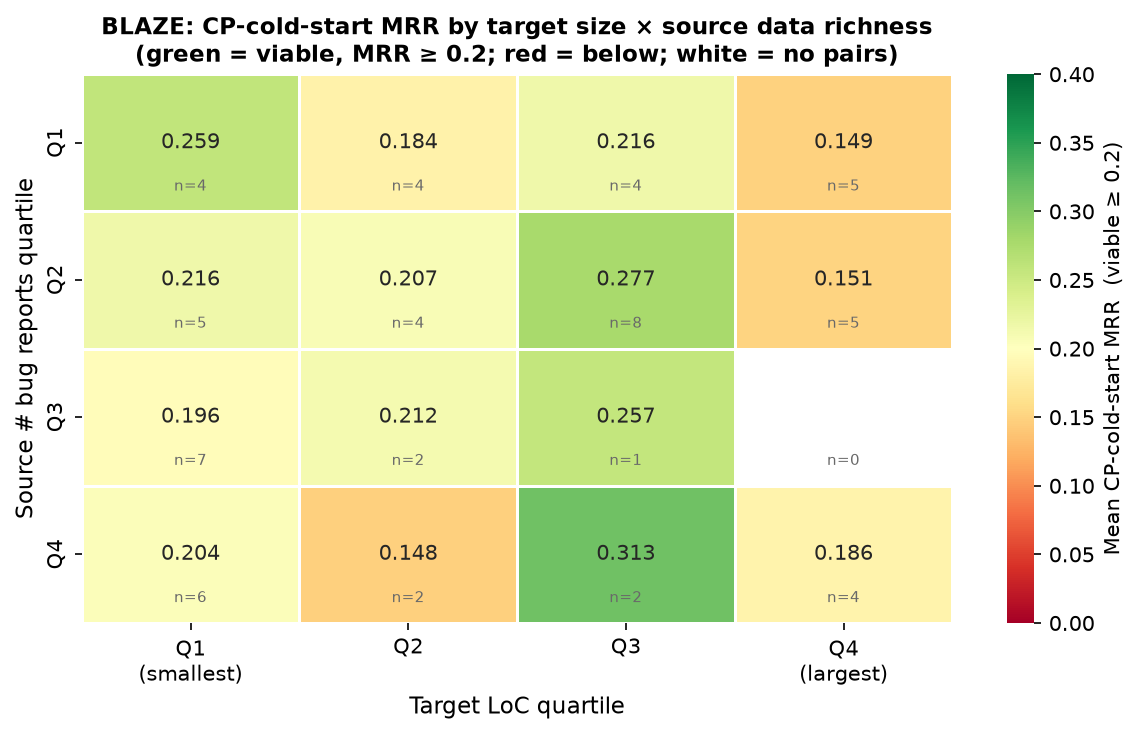 BLAZE: CP-cold-start MRR by target size × source data richness
(green = viable, MRR ≥ 0.2; red = below; white = no pairs)
Source # bug reports quartile
Q1
0.259
n=4
0.184
n=4
0.216
n=4
0.149
n=5
Q2
0.216
n=5
0.207
n=4
0.277
n=8
0.151
n=5
Q3
0.196
n=7
0.212
n=2
0.257
n=1
n=0
Q4
0.204
n=6
0.148
n=2
0.313
n=2
0.186
n=4
Q1
(smallest)
Q2
Q3
Q4
(largest)
Target LoC quartile
0.40
0.35
0.30
0.25
0.20
0.15
0.10
0.05
0.00
Mean CP-cold-start MRR (viable ≥ 0.2)